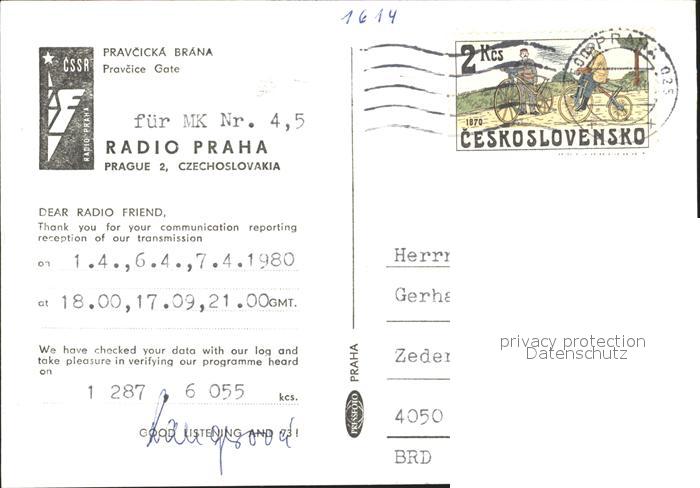 1614
PRAVČICKÁ BRÁNA
Pravčice Gate
ČSSR
RADIO·PRAHA
für MK Nr. 4,5
RADIO PRAHA
PRAGUE 2, CZECHOSLOVAKIA
DEAR RADIO FRIEND,
Thank you for your communication reporting
reception of our transmission
on 1.4.,6.4.,7.4.1980
at 18.00,17.09,21.00GMT.
We have checked your data with our log and
take pleasure in verifying our programme heard
on
1 287 , 6 055 kcs.
GOOD LISTENING AND 73!
PRESSFOTO PRAHA
2 Kčs
1870
ČESKOSLOVENSKO
PRAHA
025
Herrn
Gerha
Zeder
4050
BRD
privacy protection
Datenschutz